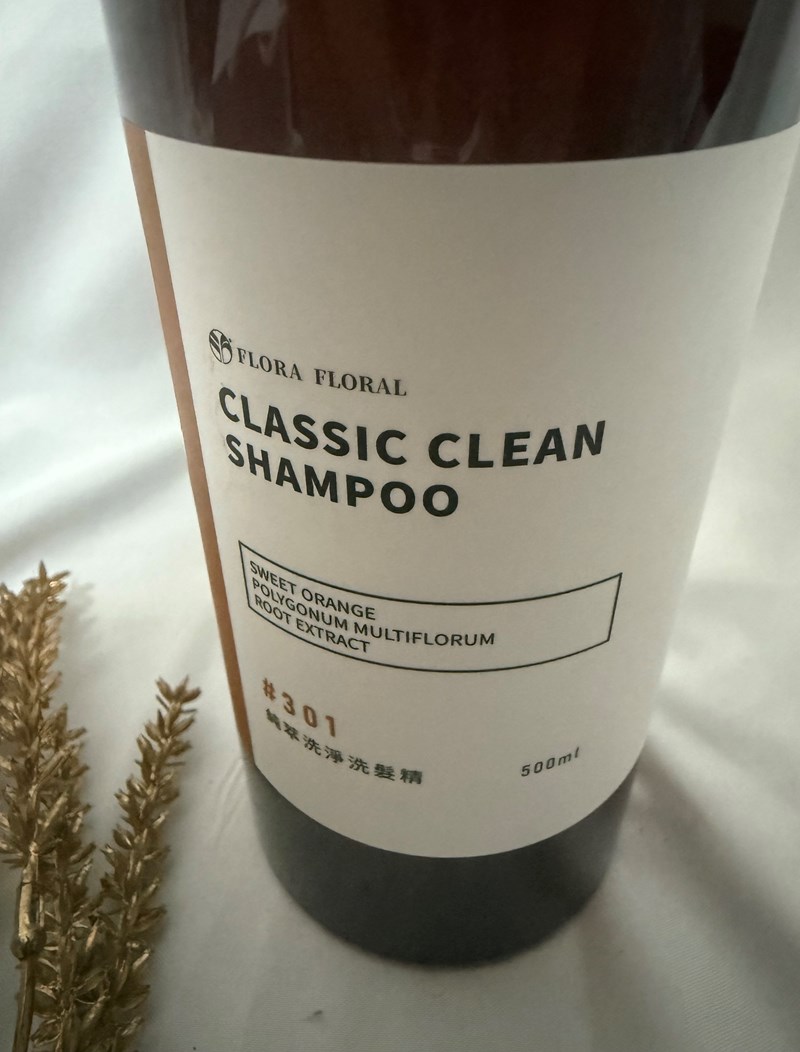 FLORA FLORAL
CLASSIC CLEAN
SHAMPOO
SWEET ORANGE
POLYGONUM MULTIFLORUM
ROOT EXTRACT
#301
純萃洗淨洗髮精
500ml